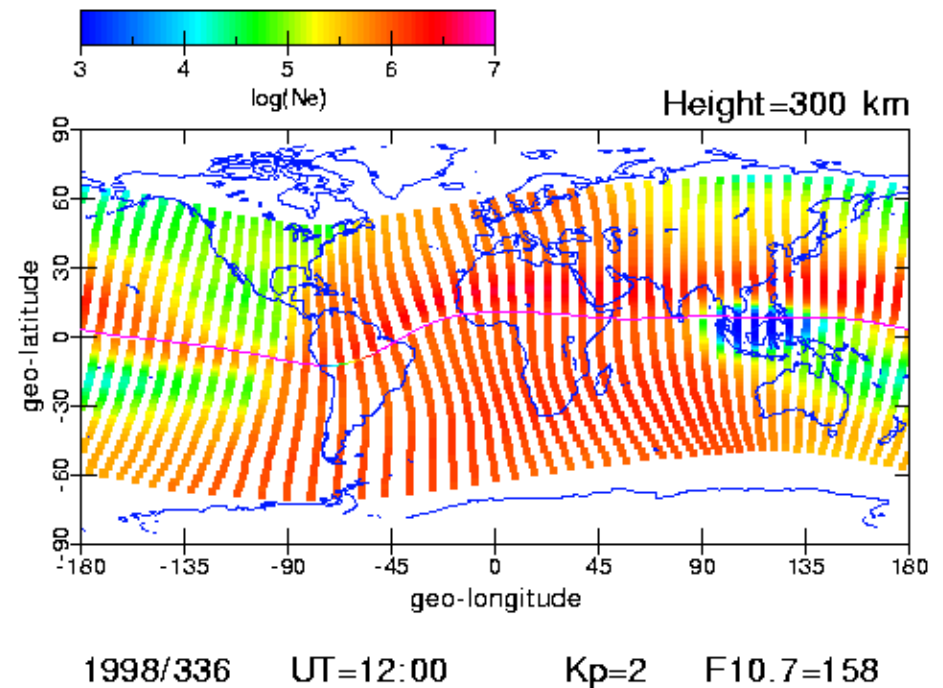 3 4 5 6 7
log(Ne)
Height=300 km
90
60
30
0
-30
-60
-90
geo-latitude
-180 -135 -90 -45 0 45 90 135 180
geo-longitude
1998/336 UT=12:00 Kp=2 F10.7=158